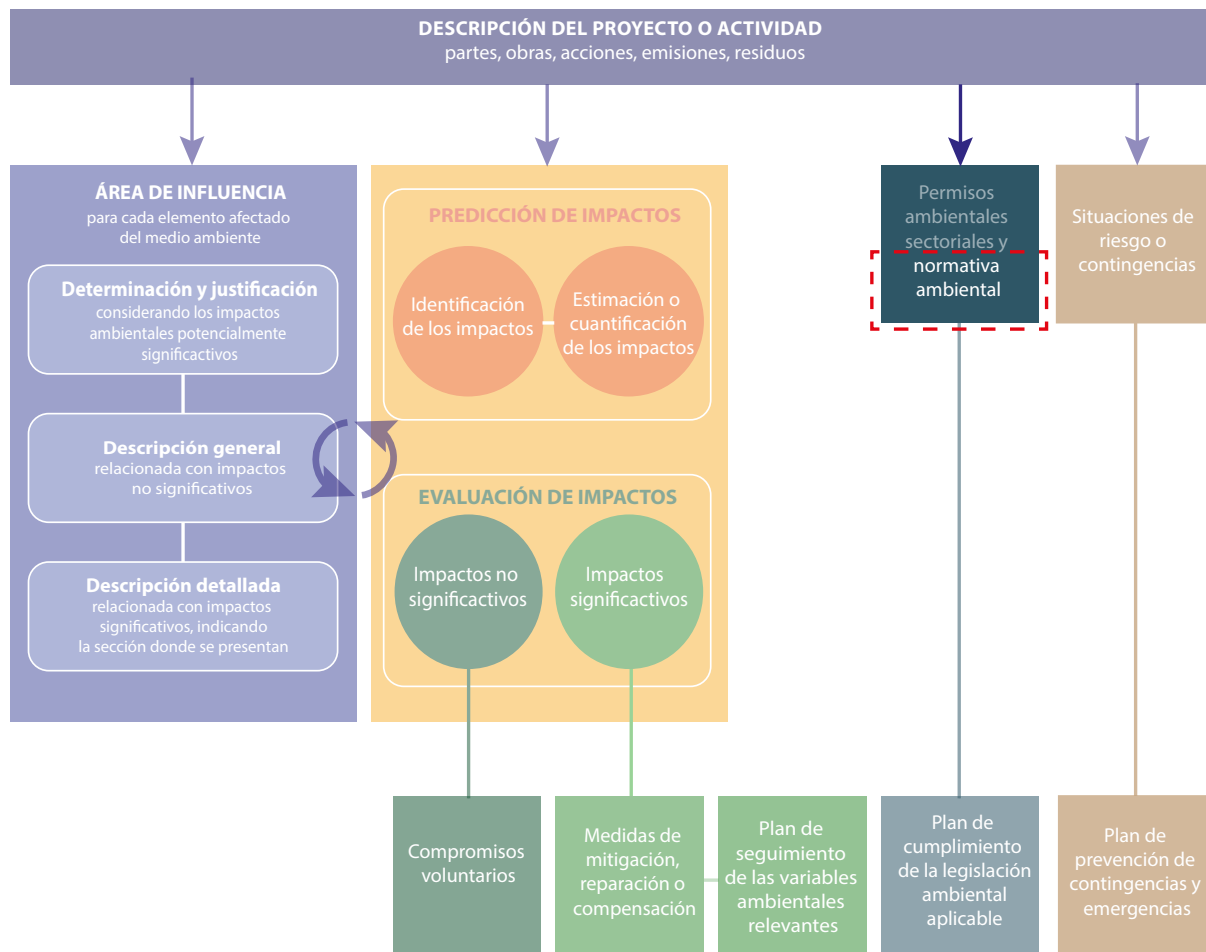 DESCRIPCIÓN DEL PROYECTO O ACTIVIDAD
partes, obras, acciones, emisiones, residuos
ÁREA DE INFLUENCIA
para cada elemento afectado
del medio ambiente
Determinación y justificación
considerando los impactos
ambientales potencialmente
significactivos
Descripción general
relacionada con impactos
no significativos
Descripción detallada
relacionada con impactos
significativos, indicando
la sección donde se presentan
PREDICCIÓN DE IMPACTOS
Identificación
de los impactos
Estimación o
cuantificación
de los impactos
EVALUACIÓN DE IMPACTOS
Impactos no
significactivos
Impactos
significactivos
Permisos
ambientales
sectoriales y
normativa
ambiental
Situaciones de
riesgo o
contingencias
Compromisos
voluntarios
Medidas de
mitigación,
reparación o
compensación
Plan de
seguimiento
de las variables
ambientales
relevantes
Plan de
cumplimiento
de la legislación
ambiental
aplicable
Plan de
prevención de
contingencias y
emergencias